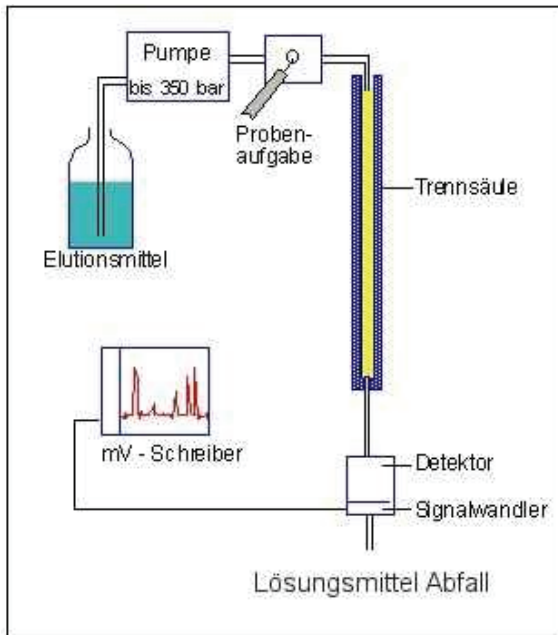 Pumpe
bis 350 bar
Proben-
aufgabe
Trennsäule
Elutionsmittel
mV - Schreiber
Detektor
Signalwandler
Lösungsmittel Abfall